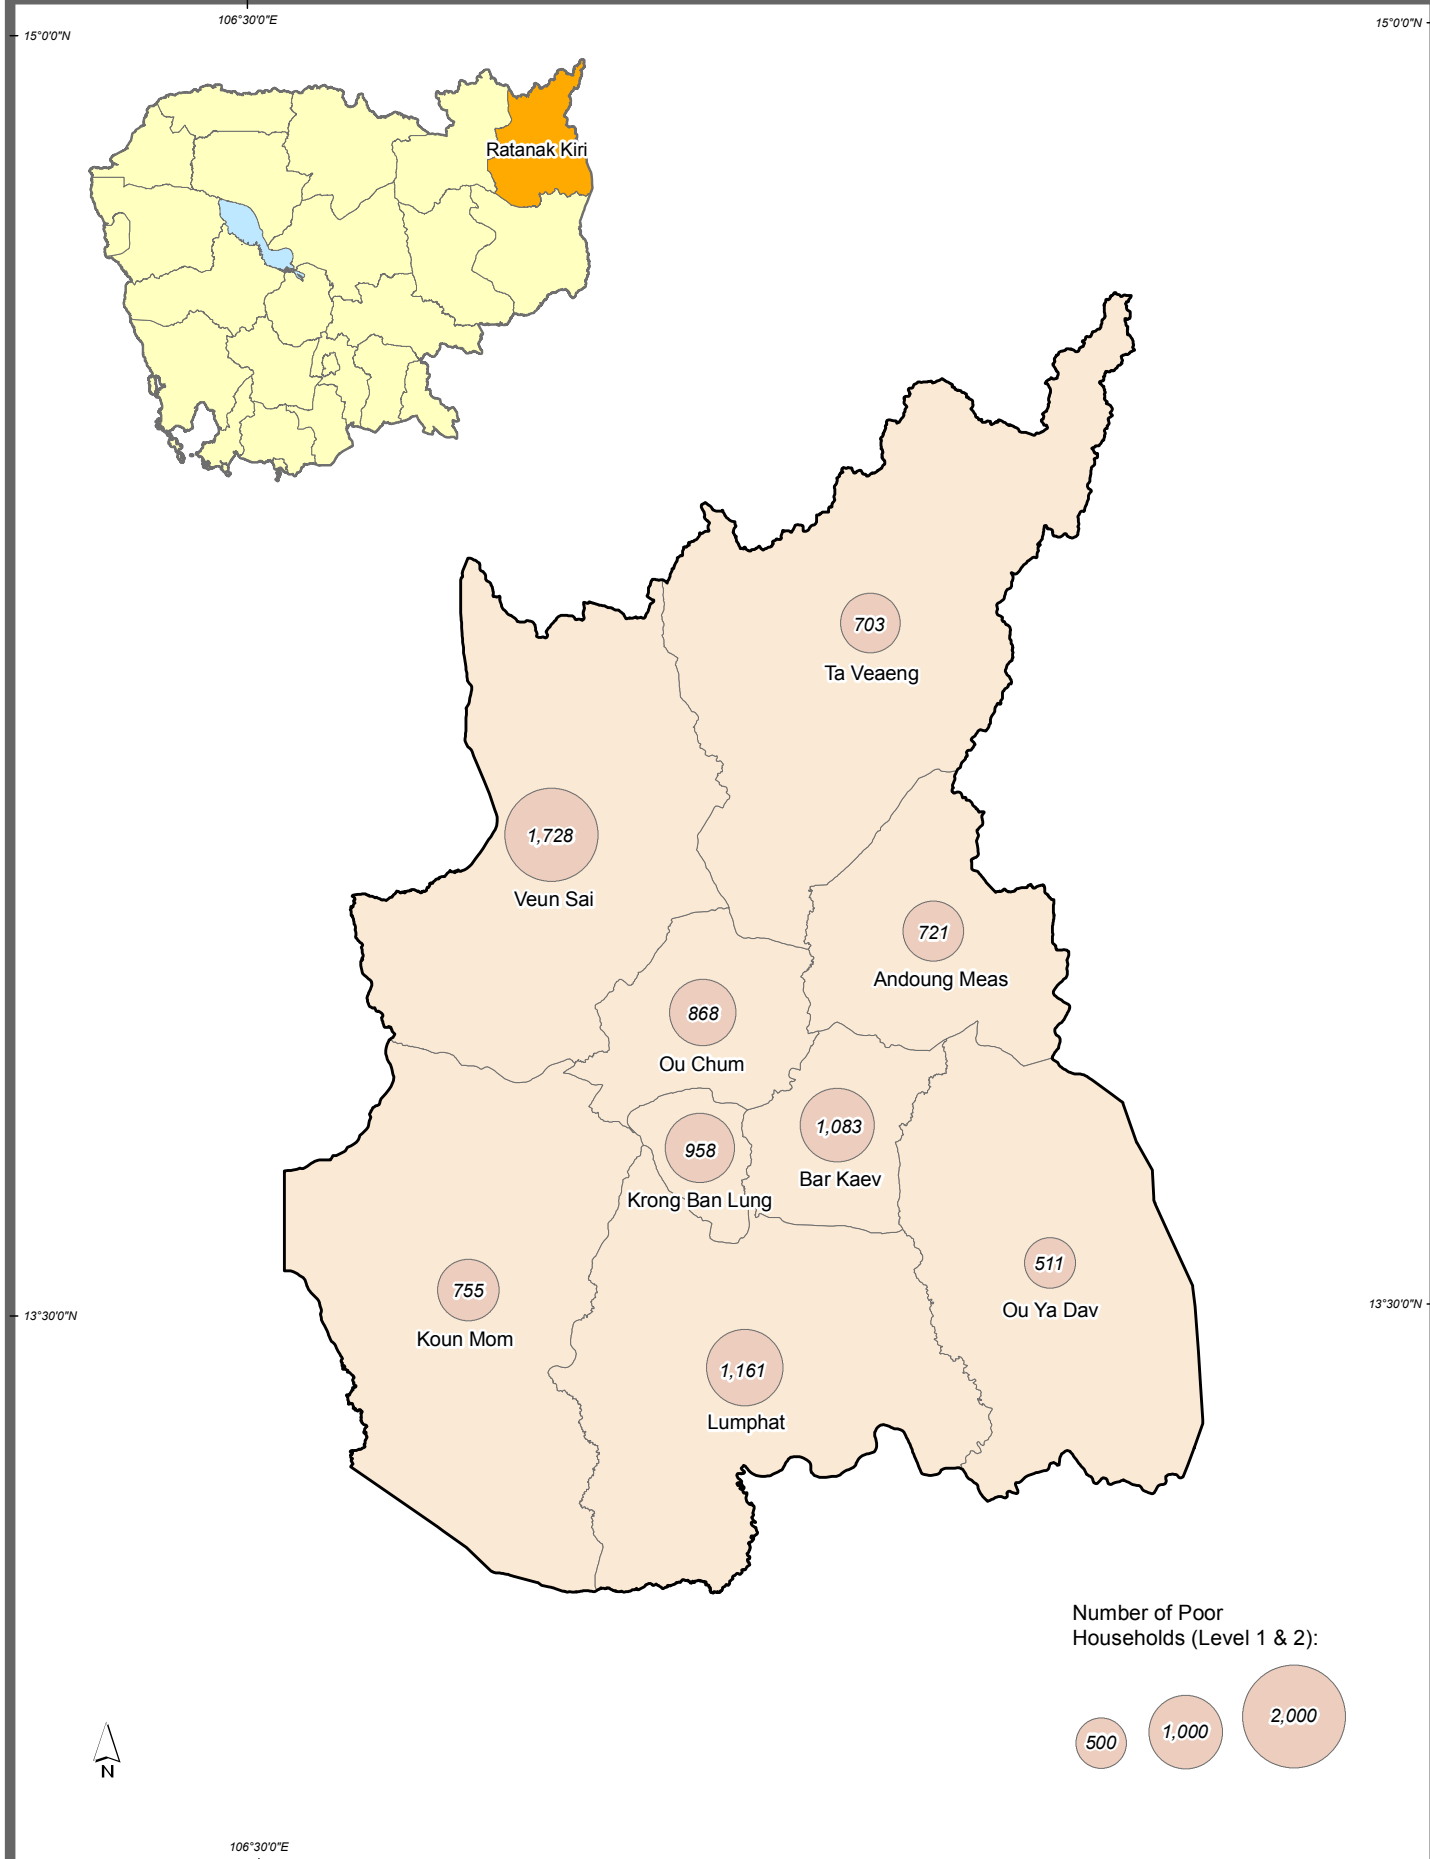 106°30'0"E
15°0'0"N
15°0'0"N
Ratanak Kiri
703
Ta Veaeng
1,728
Veun Sai
721
Andoung Meas
868
Ou Chum
1,083
Bar Kaev
958
Krong Ban Lung
511
Ou Ya Dav
755
Koun Mom
13°30'0"N
13°30'0"N
1,161
Lumphat
Number of Poor
Households (Level 1 & 2):
500
1,000
2,000
N
106°30'0"E